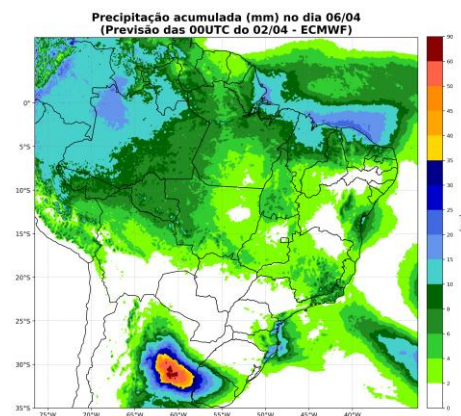 Precipitação acumulada (mm) no dia 06/04
(Previsão das 00UTC do 02/04 - ECMWF)
90
60
50
45
40
35
30
25
20
15
10
8
6
4
2
0
0°
5°S
10°S
15°S
20°S
25°S
30°S
35°S
75°W
70°W
65°W
60°W
55°W
50°W
45°W
40°W